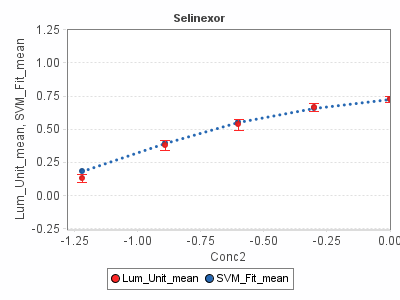 Selinexor
Lum_Unit_mean, SVM_Fit_mean
1.25
1.00
0.75
0.50
0.25
0.00
-0.25
-1.25 -1.00 -0.75 -0.50 -0.25 0.00
Conc2
Lum_Unit_mean SVM_Fit_mean